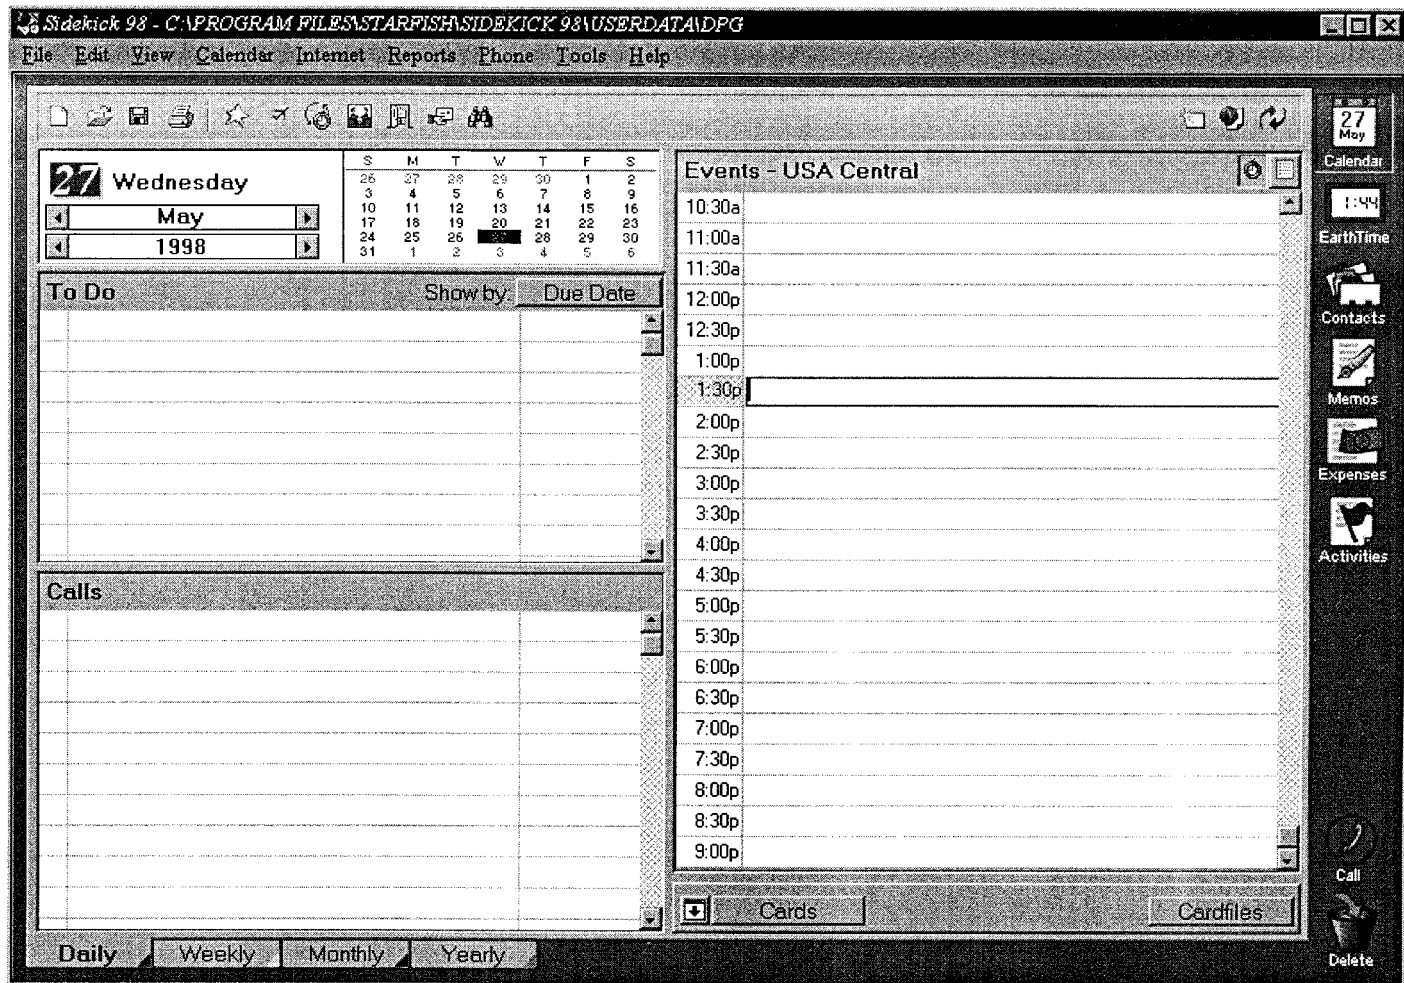 Sidekick 98 - C:\PROGRAM FILES\STARFISH\SIDEKICK 98\USERDATA\DPG
File Edit View Calendar Internet Reports Phone Tools Help
27 Wednesday
May
1998
S M T W T F S
26 27 28 29 30 1 2
3 4 5 6 7 8 9
10 11 12 13 14 15 16
17 18 19 20 21 22 23
24 25 26 27 28 29 30
31 1 2 3 4 5 6
To Do Show by: Due Date
Calls
Events - USA Central
10:30a
11:00a
11:30a
12:00p
12:30p
1:00p
1:30p
2:00p
2:30p
3:00p
3:30p
4:00p
4:30p
5:00p
5:30p
6:00p
6:30p
7:00p
7:30p
8:00p
8:30p
9:00p
Cards Cardfiles
Daily Weekly Monthly Yearly
27
May
Calendar
1:44
EarthTime
Contacts
Memos
Expenses
Activities
Call
Delete